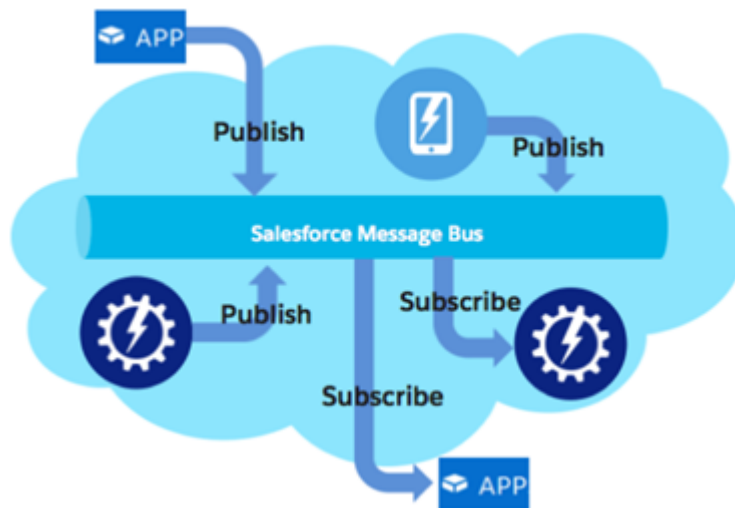 APP
Publish
Publish
Salesforce Message Bus
Publish
Subscribe
Subscribe
APP